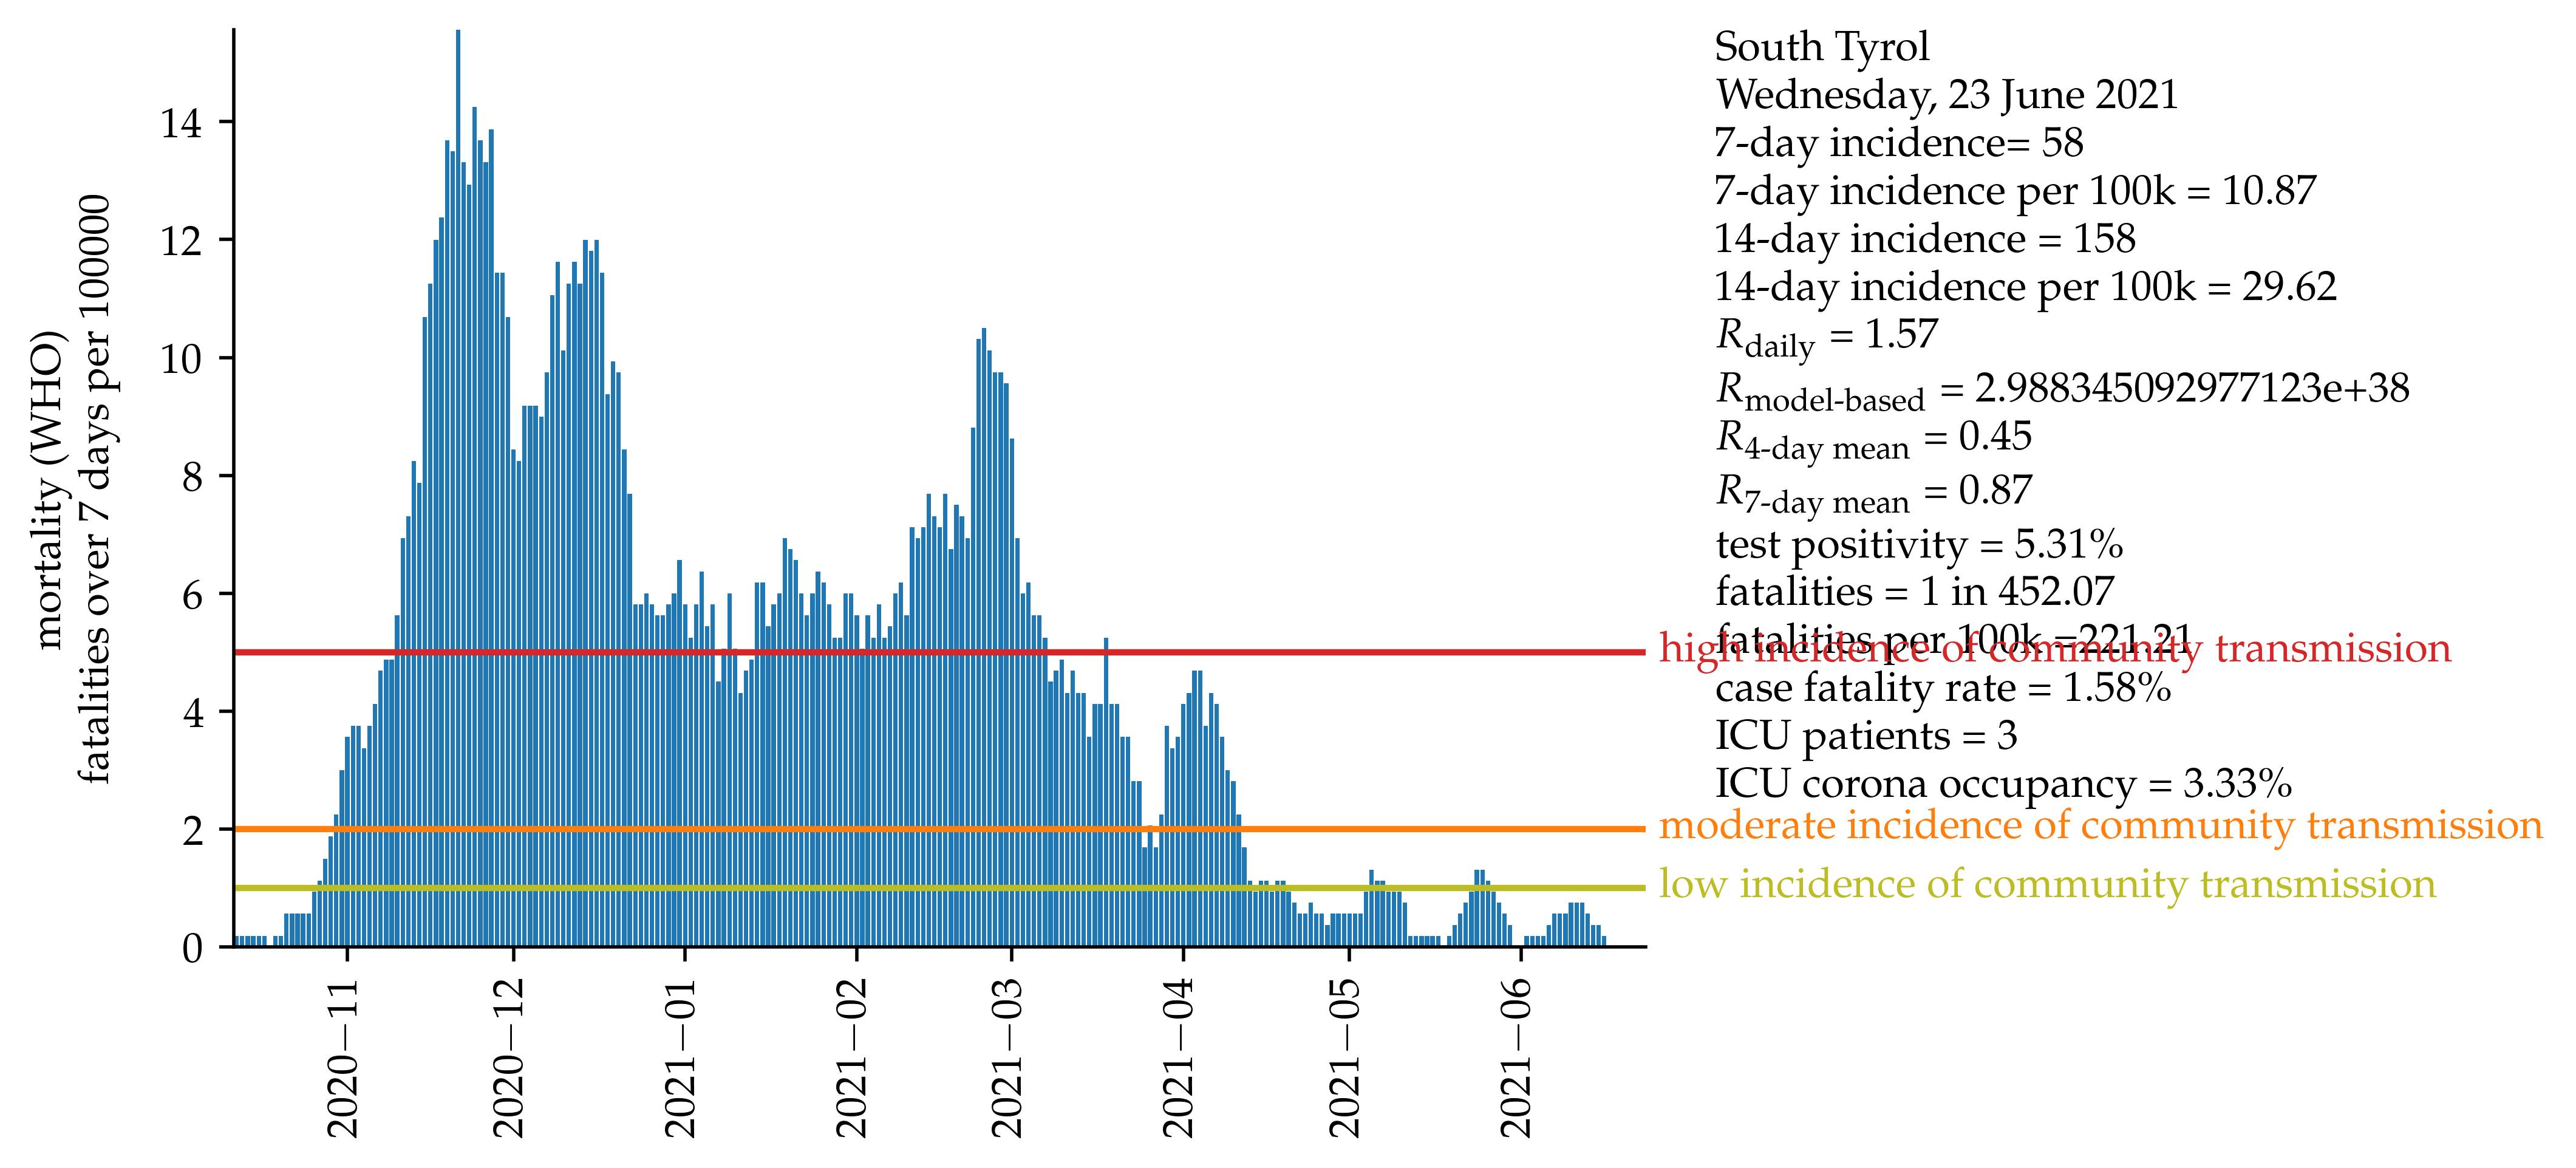 mortality (WHO)
fatalities over 7 days per 100000
14
12
10
8
6
4
2
0
2020−11
2020−12
2021−01
2021−02
2021−03
2021−04
2021−05
2021−06
South Tyrol
Wednesday, 23 June 2021
7-day incidence= 58
7-day incidence per 100k = 10.87
14-day incidence = 158
14-day incidence per 100k = 29.62
R daily = 1.57
R model-based = 2.988345092977123e+38
R 4-day mean = 0.45
R 7-day mean = 0.87
test positivity = 5.31%
fatalities = 1 in 452.07
fatalities per 100k =221.21
high incidence of community transmission
case fatality rate = 1.58%
ICU patients = 3
ICU corona occupancy = 3.33%
moderate incidence of community transmission
low incidence of community transmission